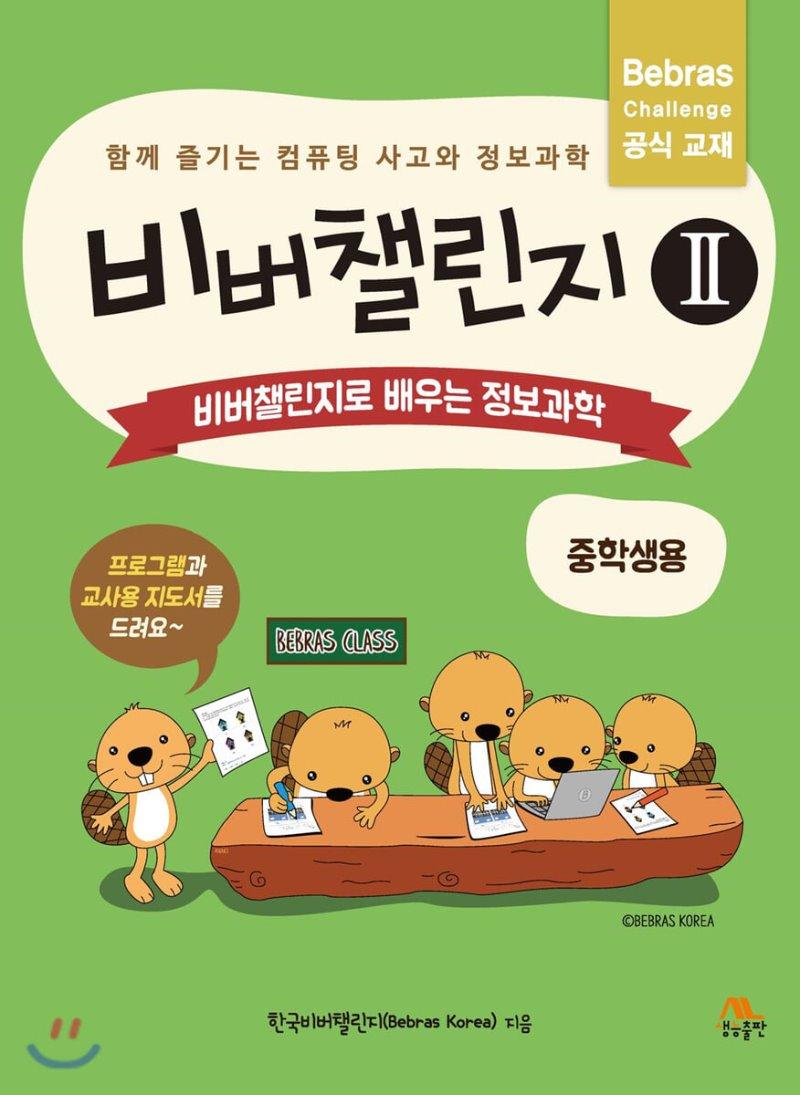 Bebras
Challenge
공식 교재
함께 즐기는 컴퓨팅 사고와 정보과학
비버챌린지 Ⅱ
비버챌린지로 배우는 정보과학
중학생용
프로그램과
교사용 지도서를
드려요~
BEBRAS CLASS
©BEBRAS KOREA
한국비버챌린지(Bebras Korea) 지음
생능출판